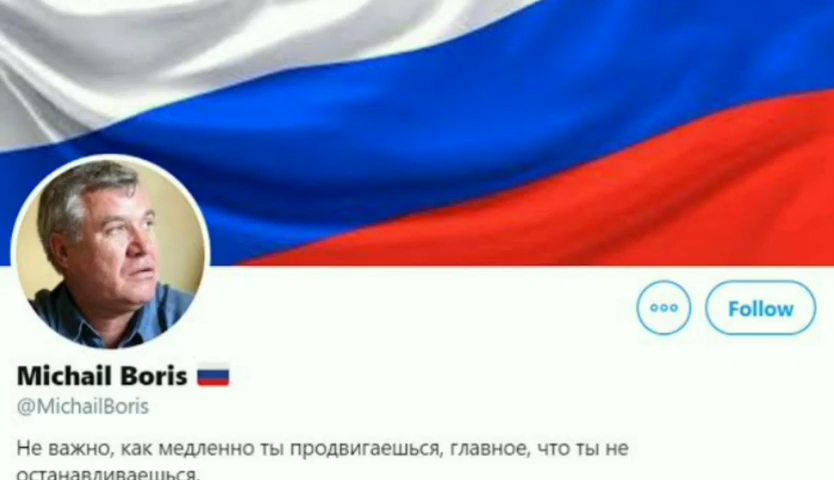 Follow
Michail Boris
@MichailBoris
Не важно, как медленно ты продвигаешься, главное, что ты не
останавливаешься.